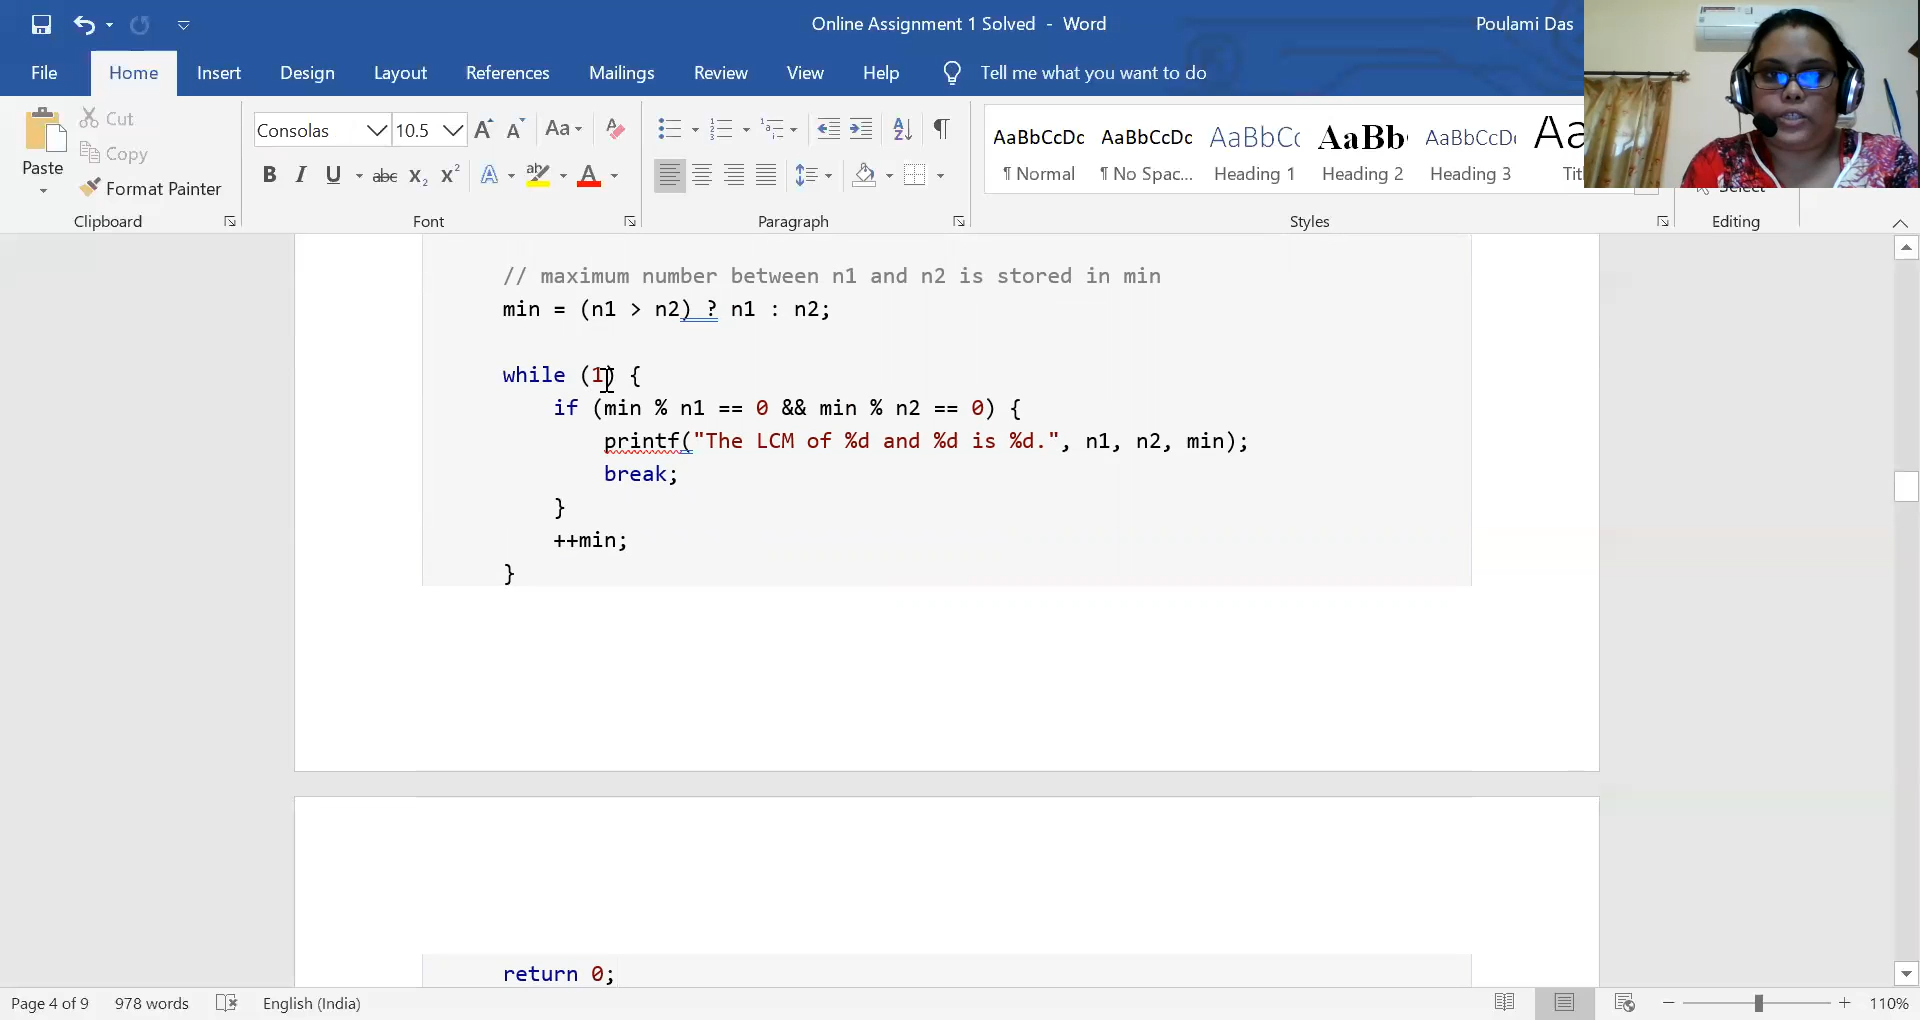 Online Assignment 1 Solved - Word
Poulami Das
File Home Insert Design Layout References Mailings Review View Help Tell me what you want to do
Paste
Cut
Copy
Format Painter
Clipboard
Consolas 10.5
Font
Paragraph
AaBbCcDc AaBbCcDc AaBbC AaBb AaBbCcD Aa
¶ Normal ¶ No Spac... Heading 1 Heading 2 Heading 3
Styles
Select
Editing
// maximum number between n1 and n2 is stored in min
min = (n1 > n2) ? n1 : n2;
while (1) {
if (min % n1 == 0 && min % n2 == 0) {
printf("The LCM of %d and %d is %d.", n1, n2, min);
break;
}
++min;
}
return 0;
Page 4 of 9 978 words English (India) 110%